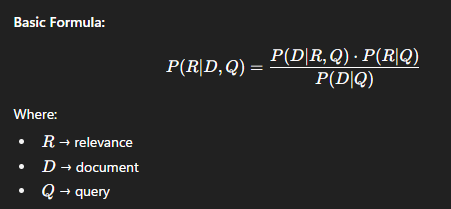 Basic Formula:
P(R|D, Q) = P(D|R, Q) · P(R|Q) / P(D|Q)
Where:
• R → relevance
• D → document
• Q → query